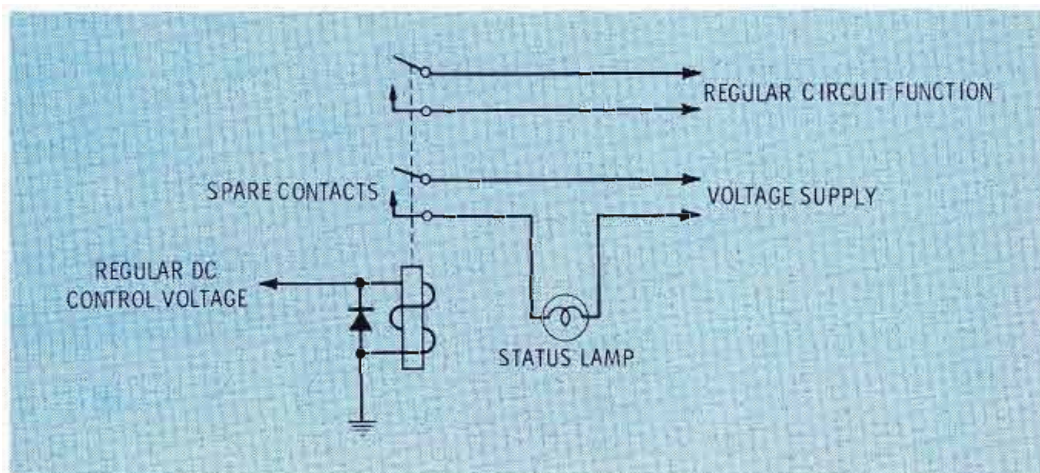 REGULAR CIRCUIT FUNCTION
SPARE CONTACTS
VOLTAGE SUPPLY
REGULAR DC
CONTROL VOLTAGE
STATUS LAMP